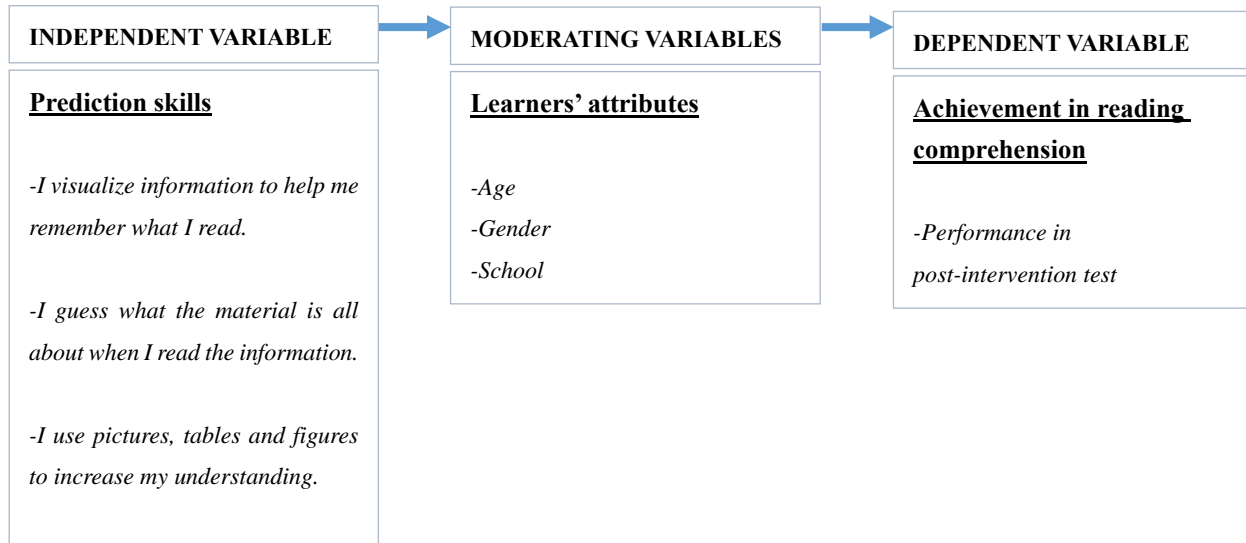 INDEPENDENT VARIABLE
Prediction skills
-I visualize information to help me
remember what I read.
-I guess what the material is all
about when I read the information.
-I use pictures, tables and figures
to increase my understanding.
MODERATING VARIABLES
Learners’ attributes
-Age
-Gender
-School
DEPENDENT VARIABLE
Achievement in reading
comprehension
-Performance in
post-intervention test